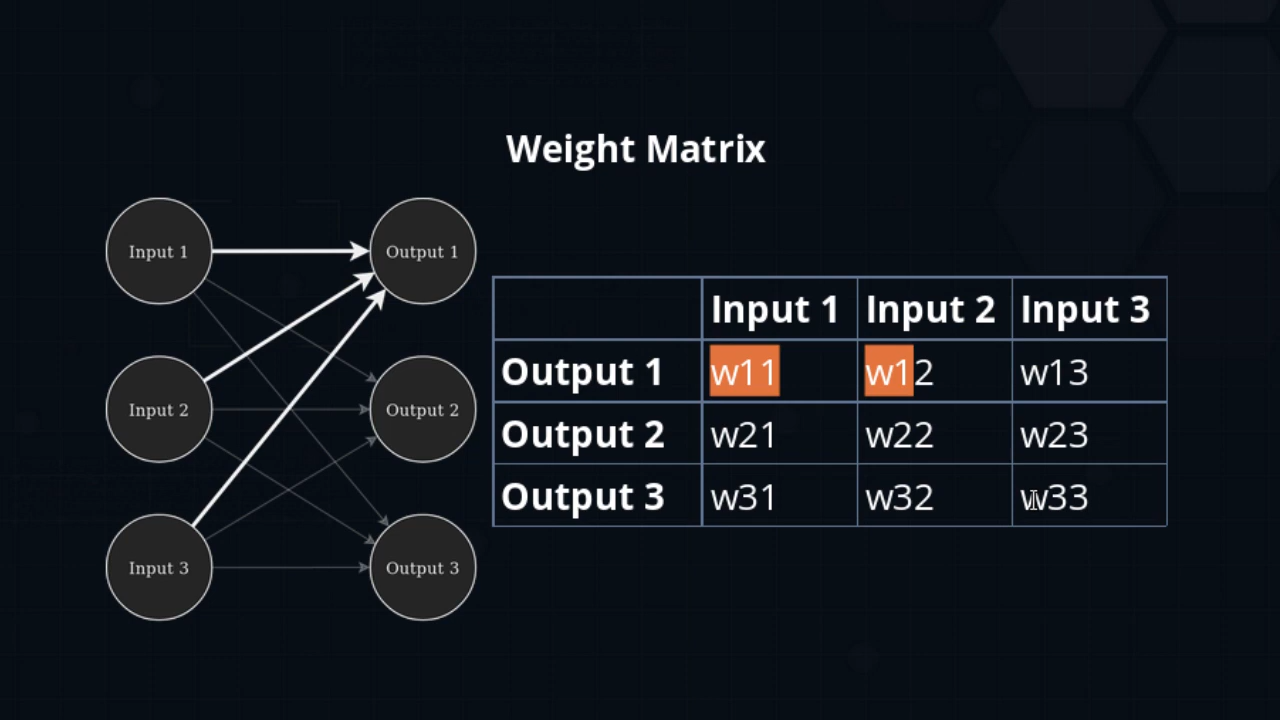 Weight Matrix
Input 1
Output 1
Input 2
Output 2
Input 3
Output 3
Input 1 Input 2 Input 3
Output 1 w11 w12 w13
Output 2 w21 w22 w23
Output 3 w31 w32 w33